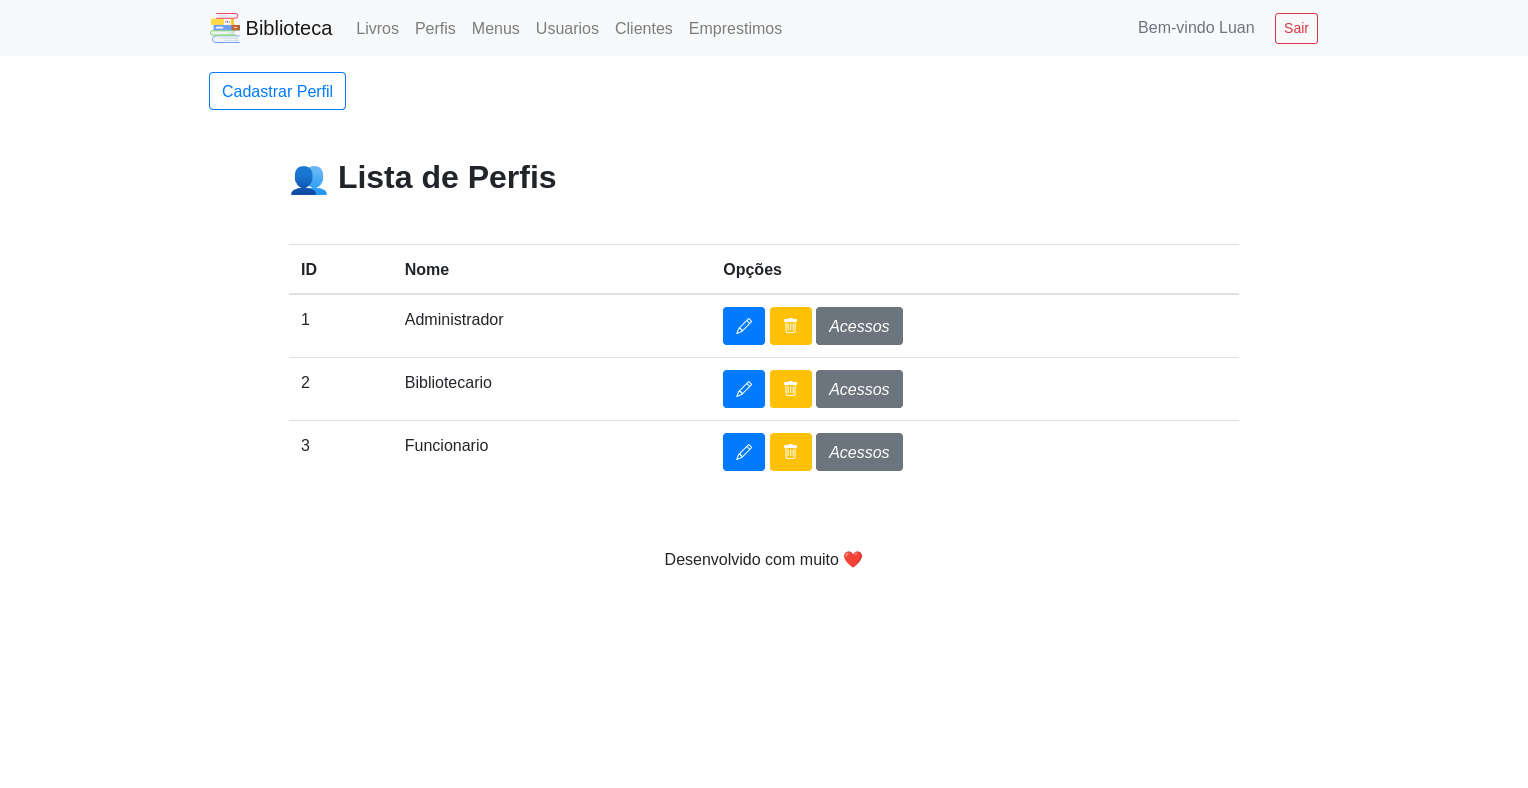 Biblioteca Livros Perfis Menus Usuarios Clientes Emprestimos Bem-vindo Luan Sair
Cadastrar Perfil
👥 Lista de Perfis
ID Nome Opções
1 Administrador Acessos
2 Bibliotecario Acessos
3 Funcionario Acessos
Desenvolvido com muito ❤️